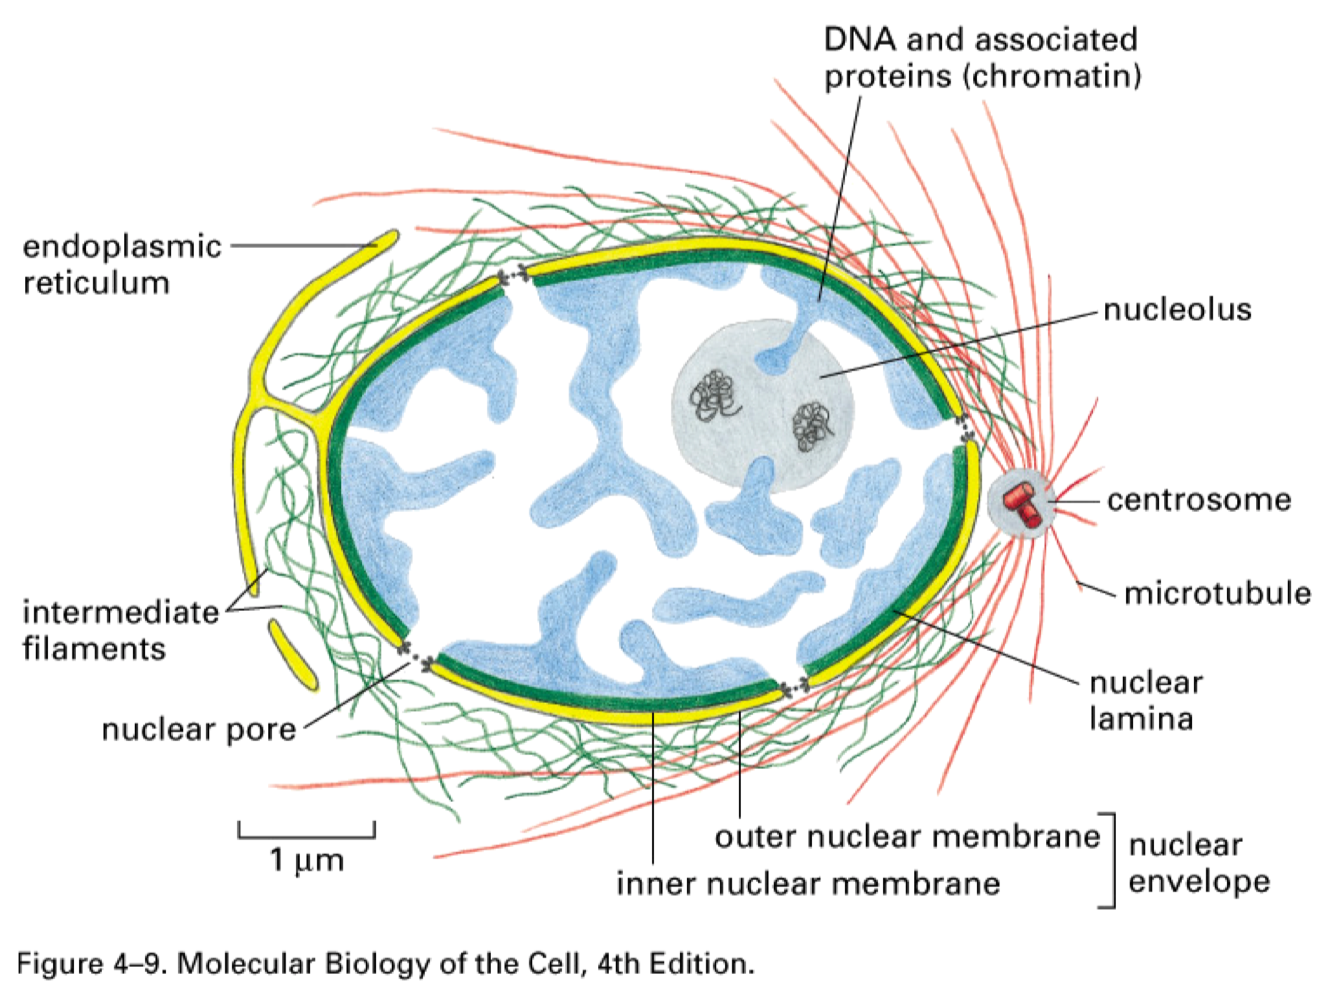 DNA and associated
proteins (chromatin)
endoplasmic
reticulum
nucleolus
centrosome
microtubule
intermediate
filaments
nuclear
lamina
nuclear pore
outer nuclear membrane
inner nuclear membrane
nuclear
envelope
1 μm
Figure 4–9. Molecular Biology of the Cell, 4th Edition.